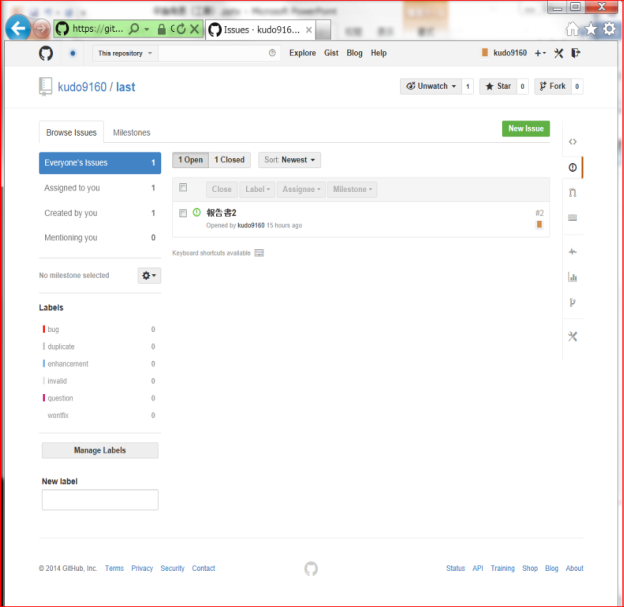 - Microsoft PowerPoint
https://git...
Issues · kudo916...
This repository
Explore Gist Blog Help
kudo9160
kudo9160 / last
Unwatch 1 Star 0 Fork 0
Browse Issues Milestones
New Issue
Everyone's Issues 1
Assigned to you 1
Created by you 1
Mentioning you 0
No milestone selected
Labels
bug 0
duplicate 0
enhancement 0
invalid 0
question 0
wontfix 0
Manage Labels
New label
1 Open 1 Closed Sort: Newest
Close Label Assignee Milestone
報告書2 #2
Opened by kudo9160 15 hours ago
Keyboard shortcuts available
© 2014 GitHub, Inc. Terms Privacy Security Contact
Status API Training Shop Blog About